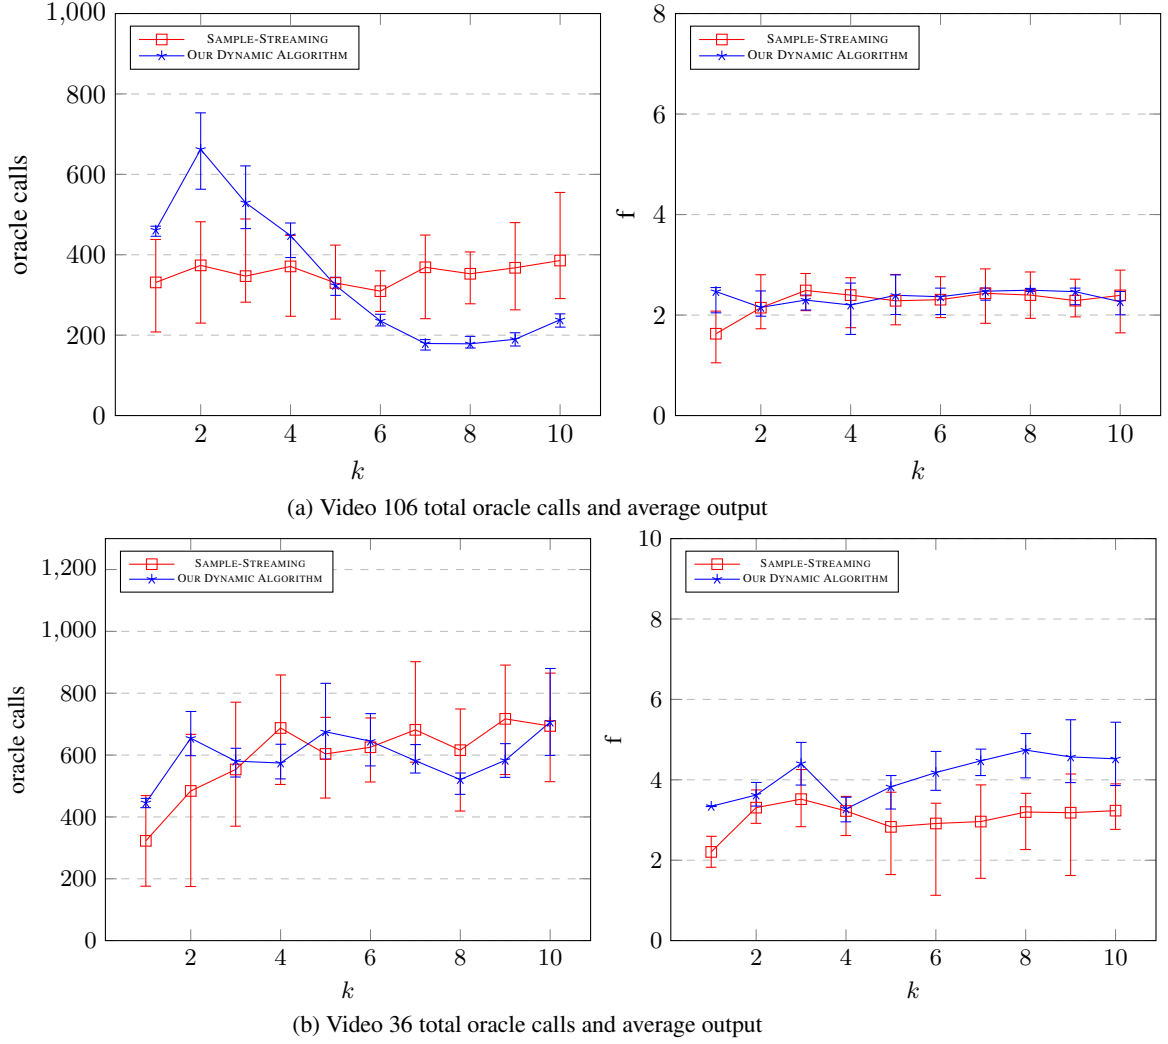 1,000
800
600
400
200
0
oracle calls
SAMPLE-STREAMING
OUR DYNAMIC ALGORITHM
2 4 6 8 10
k
8
6
4
2
0
f
SAMPLE-STREAMING
OUR DYNAMIC ALGORITHM
2 4 6 8 10
k
(a) Video 106 total oracle calls and average output
1,200
1,000
800
600
400
200
0
oracle calls
SAMPLE-STREAMING
OUR DYNAMIC ALGORITHM
2 4 6 8 10
k
10
8
6
4
2
0
f
SAMPLE-STREAMING
OUR DYNAMIC ALGORITHM
2 4 6 8 10
k
(b) Video 36 total oracle calls and average output